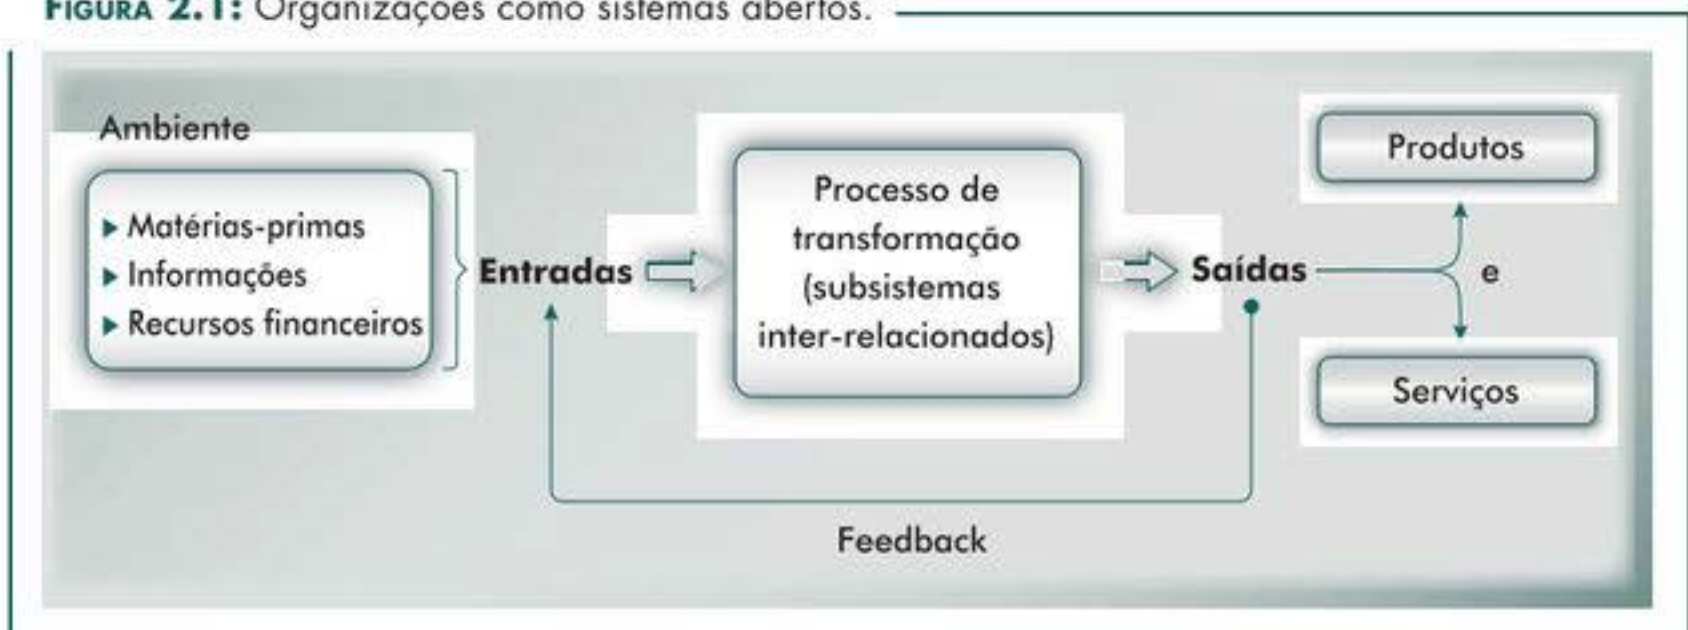 FIGURA 2.1: Organizações como sistemas abertos.
Ambiente
▶ Matérias-primas
▶ Informações
▶ Recursos financeiros
Entradas
Processo de
transformação
(subsistemas
inter-relacionados)
Saídas
Produtos
e
Serviços
Feedback